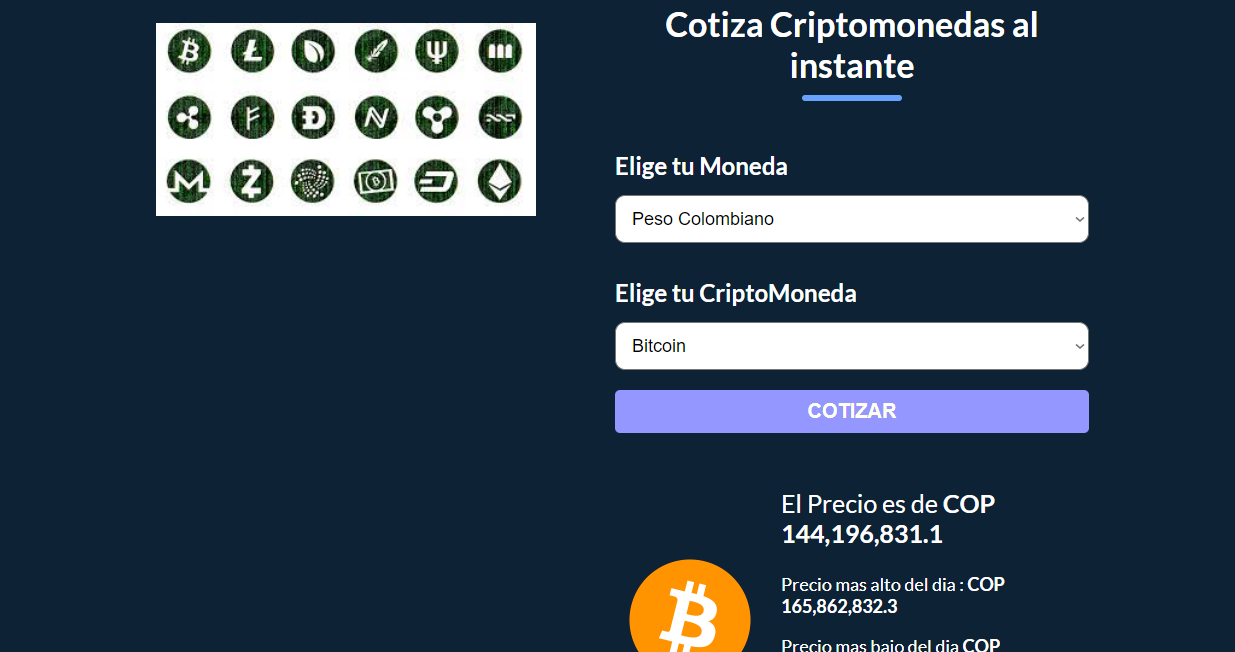 Cotiza Criptomonedas al
instante
Elige tu Moneda
Peso Colombiano
Elige tu CriptoMoneda
Bitcoin
COTIZAR
El Precio es de COP
144,196,831.1
Precio mas alto del dia : COP
165,862,832.3
Precio mas bajo del dia COP